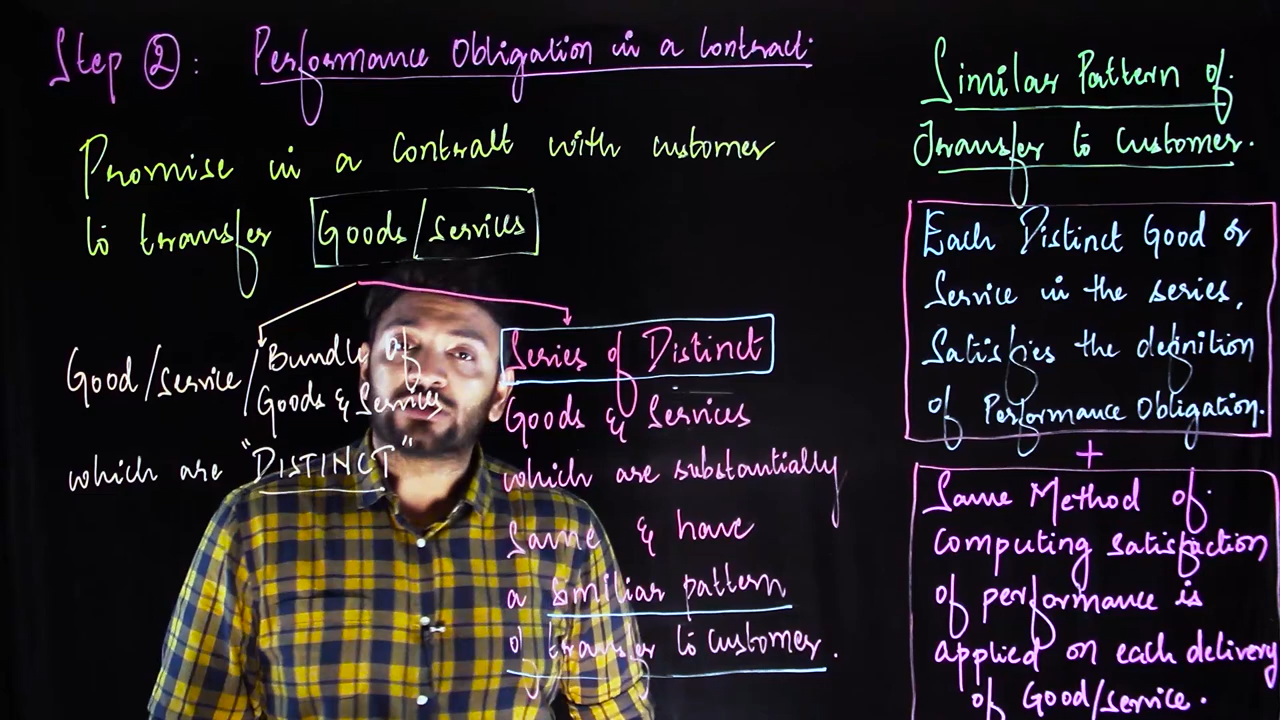 Step ②: Performance Obligation in a Contract.
Promise in a contract with customer
to transfer Goods/Services
Good/Service/Bundle of
Goods & Services
which are "DISTINCT"
Series of Distinct
Goods & Services
which are substantially
Same & have
a similiar pattern
of transfer to customer.
Similar Pattern of
Transfer to Customer.
Each Distinct Good or
Service in the series,
Satisfies the definition
of Performance Obligation.
+
Same Method of
computing satisfaction
of performance is
applied on each delivery
of Good/service.